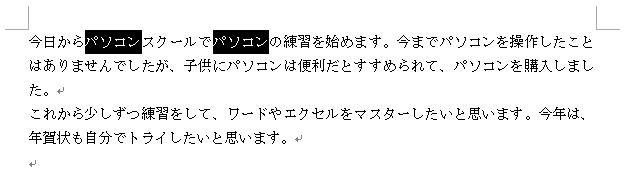 今日からパソコンスクールでパソコンの練習を始めます。今までパソコンを操作したこと
はありませんでしたが、子供にパソコンは便利だとすすめられて、パソコンを購入しまし
た。
これから少しずつ練習をして、ワードやエクセルをマスターしたいと思います。今年は、
年賀状も自分でトライしたいと思います。